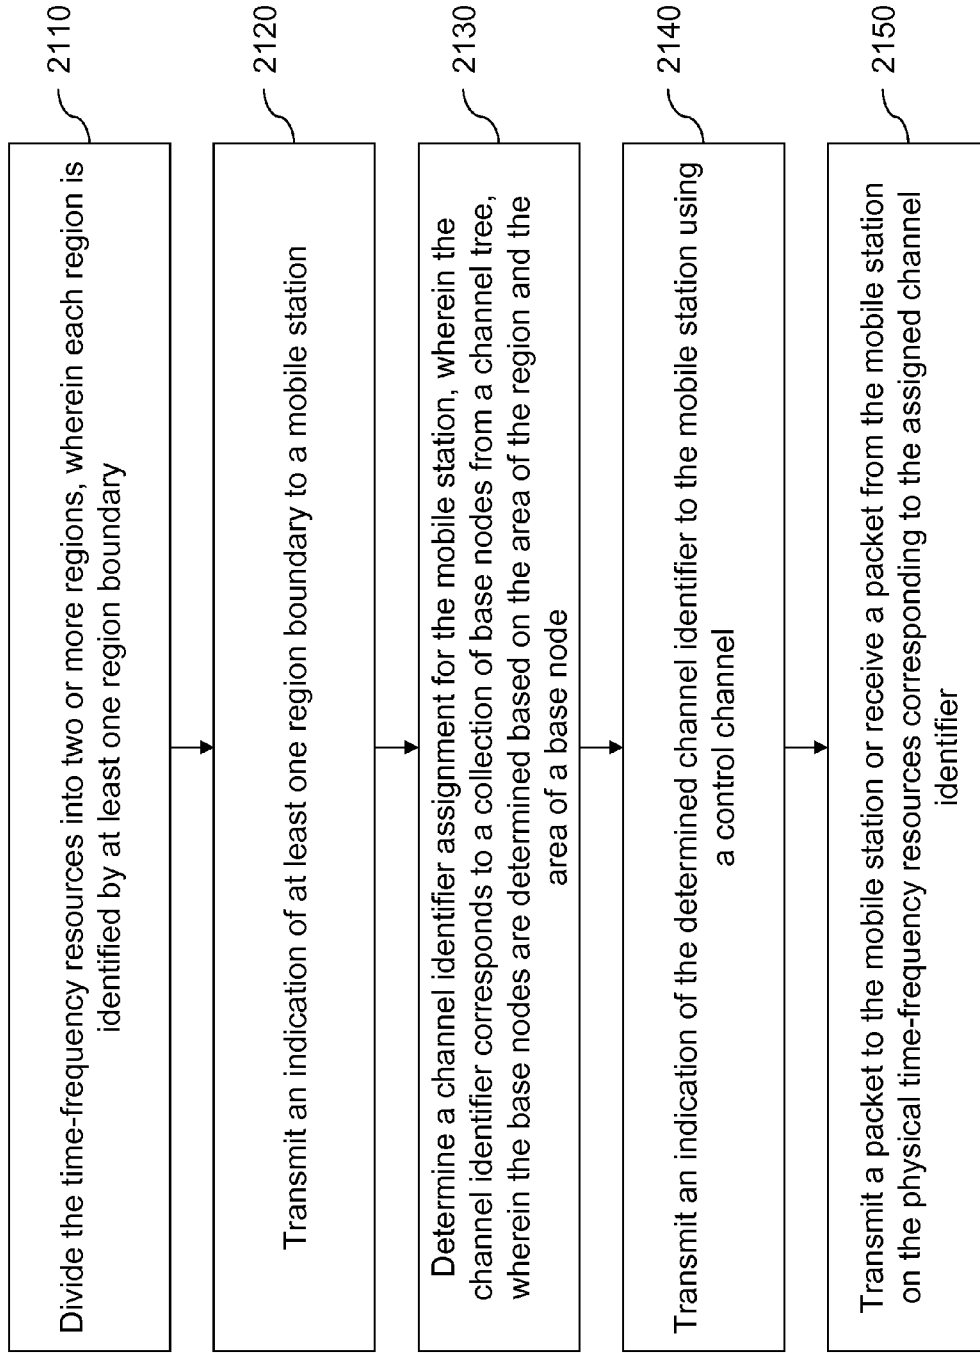 2110
Divide the time-frequency resources into two or more regions, wherein each region is
identified by at least one region boundary
2120
Transmit an indication of at least one region boundary to a mobile station
2130
Determine a channel identifier assignment for the mobile station, wherein the
channel identifier corresponds to a collection of base nodes from a channel tree,
wherein the base nodes are determined based on the area of the region and the
area of a base node
2140
Transmit an indication of the determined channel identifier to the mobile station using
a control channel
2150
Transmit a packet to the mobile station or receive a packet from the mobile station
on the physical time-frequency resources corresponding to the assigned channel
identifier